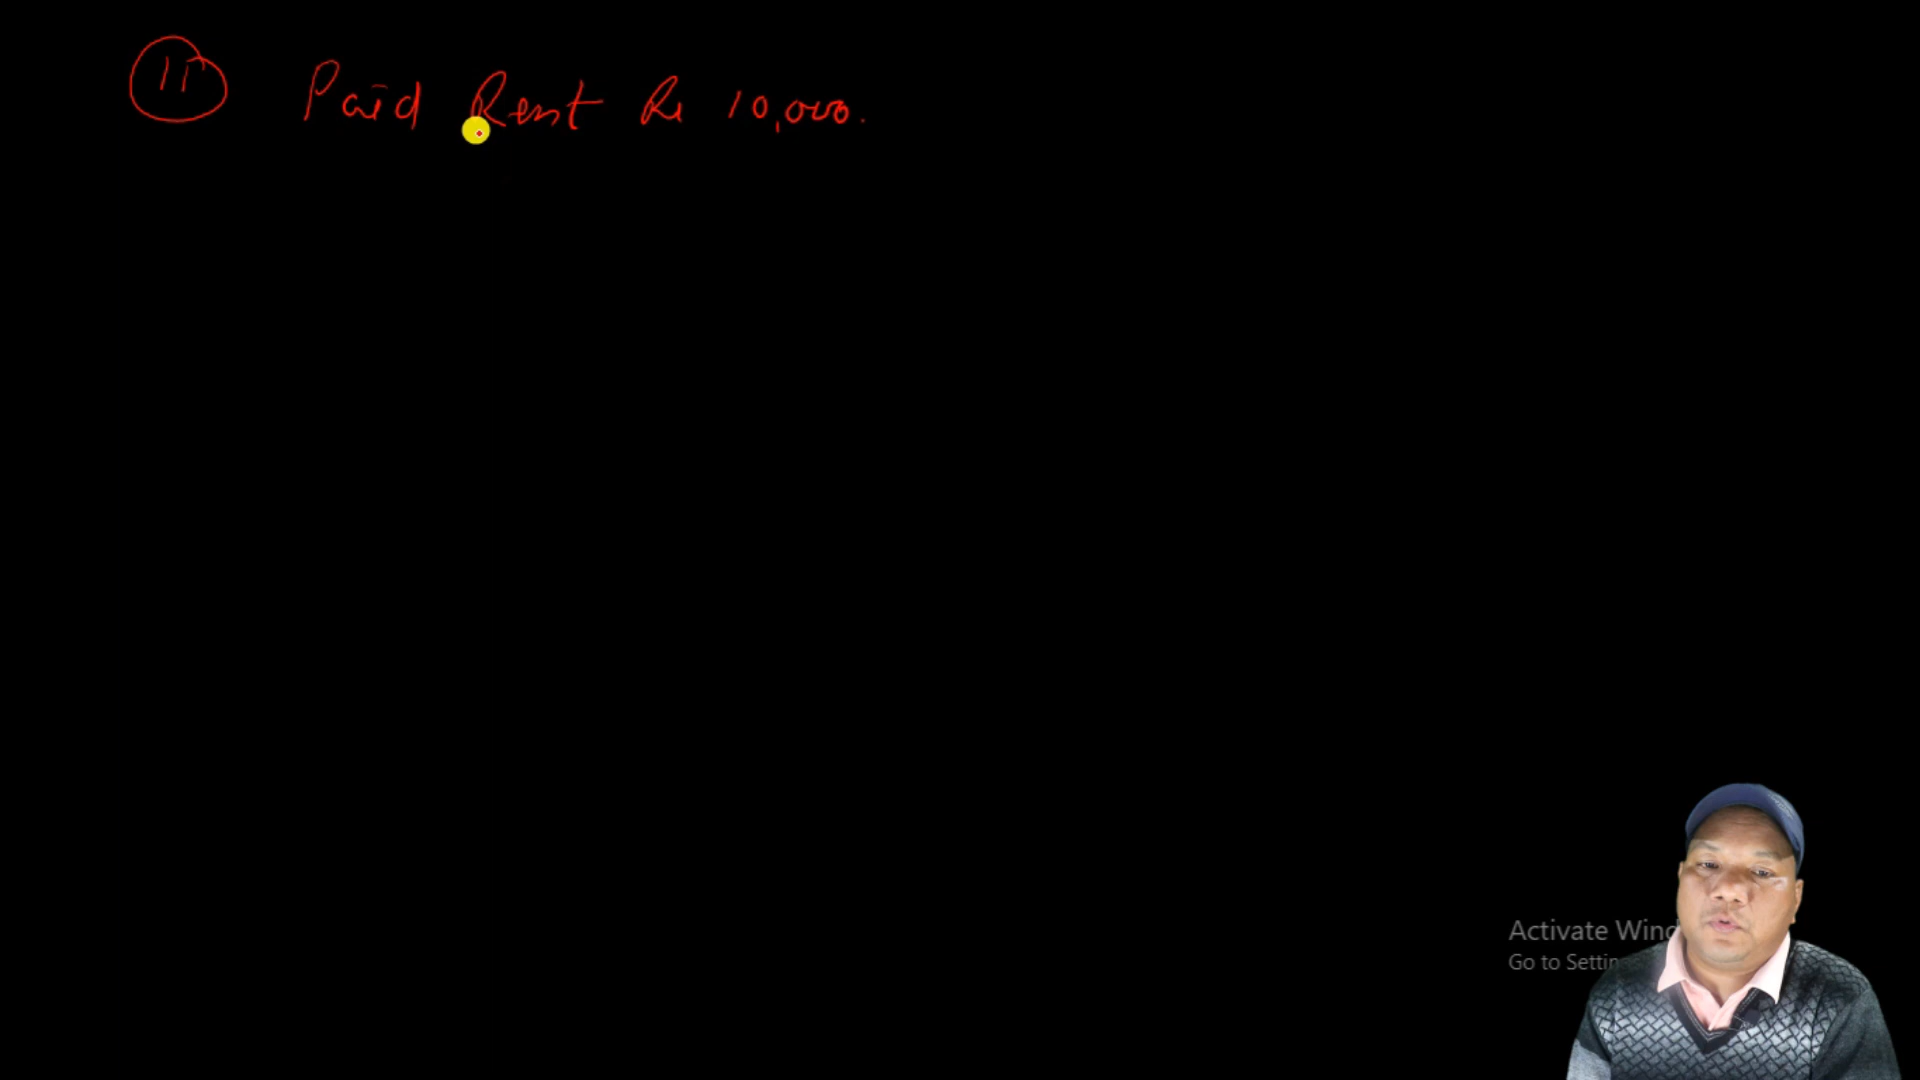 11 Paid Rent Rs 10,000.
Activate Wind
Go to Settin